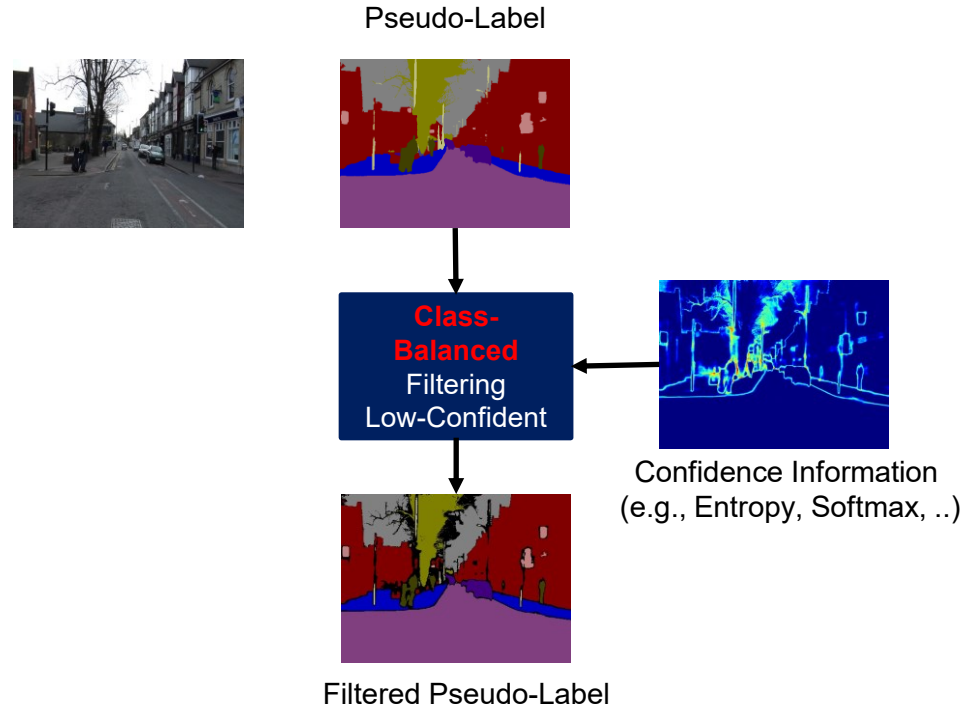 Pseudo-Label
Class-
Balanced
Filtering
Low-Confident
Confidence Information
(e.g., Entropy, Softmax, ..)
Filtered Pseudo-Label